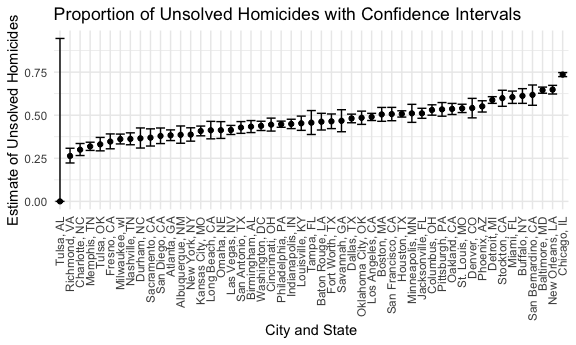 Proportion of Unsolved Homicides with Confidence Intervals
Estimate of Unsolved Homicides
0.75
0.50
0.25
0.00
Tulsa, AL
Richmond, VA
Charlotte, NC
Memphis, TN
Tulsa, OK
Fresno, CA
Milwaukee, wI
Nashville, TN
Durham, NC
Sacramento, CA
San Diego, CA
Atlanta, GA
Albuquerque, NM
New York, NY
Kansas City, MO
Long Beach, CA
Omaha, NE
Las Vegas, NV
San Antonio, TX
Birmingham, AL
Washington, DC
Cincinnati, OH
Philadelphia, PA
Indianapolis, IN
Louisville, KY
Tampa, FL
Baton Rouge, LA
Fort Worth, TX
Savannah, GA
Dallas, TX
Oklahoma City, OK
Los Angeles, CA
Boston, MA
San Francisco, CA
Houston, TX
Minneapolis, MN
Jacksonville, FL
Columbus, OH
Pittsburgh, PA
Oakland, CA
St. Louis, MO
Denver, CO
Phoenix, AZ
Detroit, MI
Stockton, CA
Miami, FL
Buffalo, NY
San Bernardino, CA
Baltimore, MD
New Orleans, LA
Chicago, IL
City and State